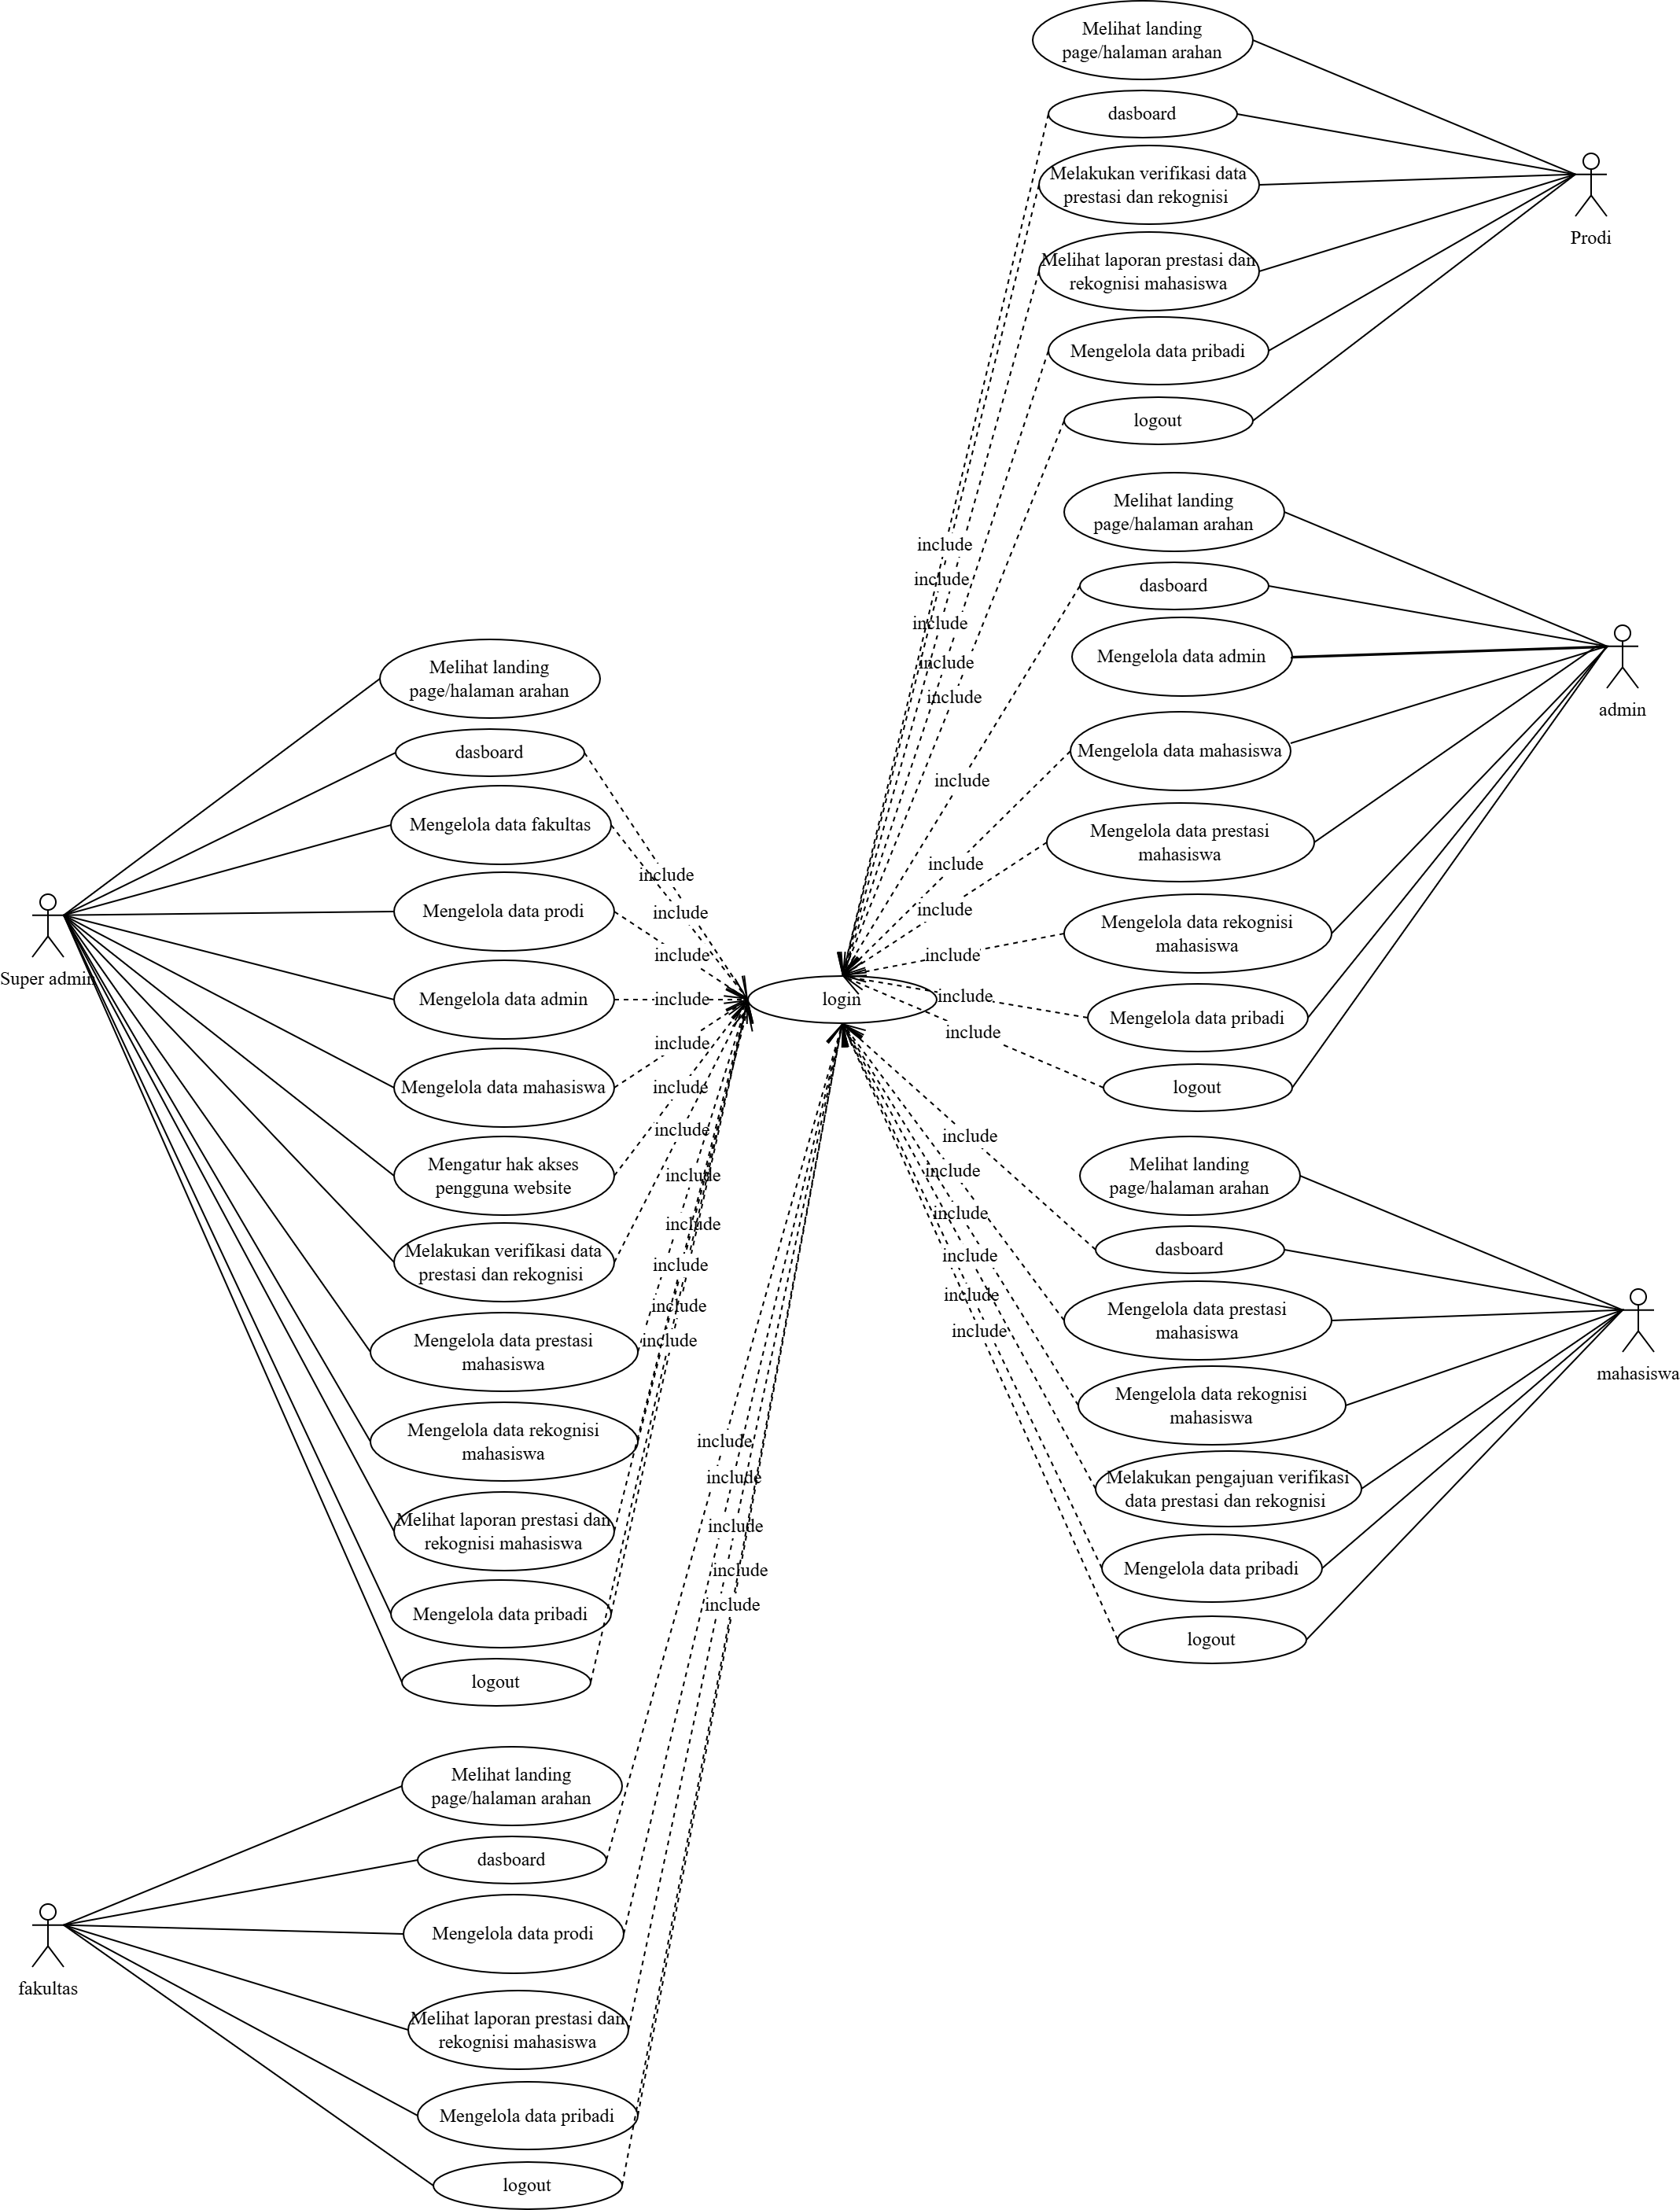 Melihat landing
page/halaman arahan
dasboard
Melakukan verifikasi data
prestasi dan rekognisi
Melihat laporan prestasi dan
rekognisi mahasiswa
Mengelola data pribadi
logout
Prodi
include
include
include
include
include
Melihat landing
page/halaman arahan
dasboard
Mengelola data admin
Mengelola data mahasiswa
Mengelola data prestasi
mahasiswa
Mengelola data rekognisi
mahasiswa
Mengelola data pribadi
logout
admin
include
include
include
include
include
include
Melihat landing
page/halaman arahan
dasboard
Mengelola data fakultas
Mengelola data prodi
Mengelola data admin
Mengelola data mahasiswa
Mengatur hak akses
pengguna website
Melakukan verifikasi data
prestasi dan rekognisi
Mengelola data prestasi
mahasiswa
Mengelola data rekognisi
mahasiswa
Melihat laporan prestasi dan
rekognisi mahasiswa
Mengelola data pribadi
logout
Super admin
include
include
include
include
include
include
include
include
include
include
include
include
login
Melihat landing
page/halaman arahan
dasboard
Mengelola data prestasi
mahasiswa
Mengelola data rekognisi
mahasiswa
Melakukan pengajuan verifikasi
data prestasi dan rekognisi
Mengelola data pribadi
logout
mahasiswa
include
include
include
include
include
include
Melihat landing
page/halaman arahan
dasboard
Mengelola data prodi
Melihat laporan prestasi dan
rekognisi mahasiswa
Mengelola data pribadi
logout
fakultas
include
include
include
include
include